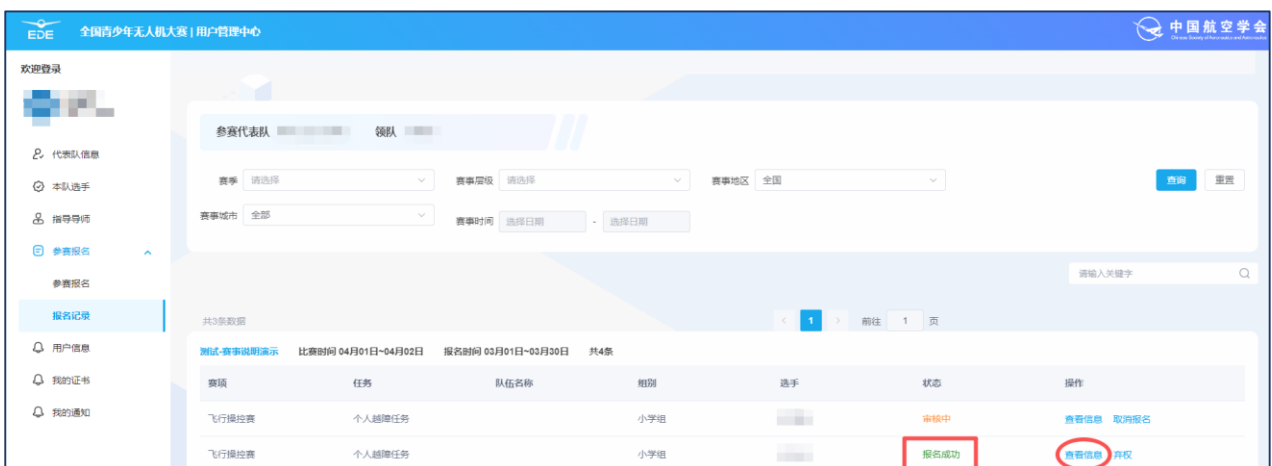 EDE 全国青少年无人机大赛 | 用户管理中心 中国航空学会
Chinese Society of Aeronautics and Astronautics
欢迎登录
参赛代表队 领队
代表队信息
赛季 请选择 赛事层级 请选择 赛事地区 全国 查询 重置
本队选手
赛事城市 全部 赛事时间 选择日期 - 选择日期
指导导师
参赛报名
请输入关键字
参赛报名
报名记录
共3条数据 < 1 > 前往 1 页
用户信息
测试-赛事说明演示 比赛时间 04月01日~04月02日 报名时间 03月01日~03月30日 共4条
我的证书
赛项 任务 队伍名称 组别 选手 状态 操作
我的通知
飞行操控赛 个人越障任务 小学组 审核中 查看信息 取消报名
飞行操控赛 个人越障任务 小学组 报名成功 查看信息 弃权